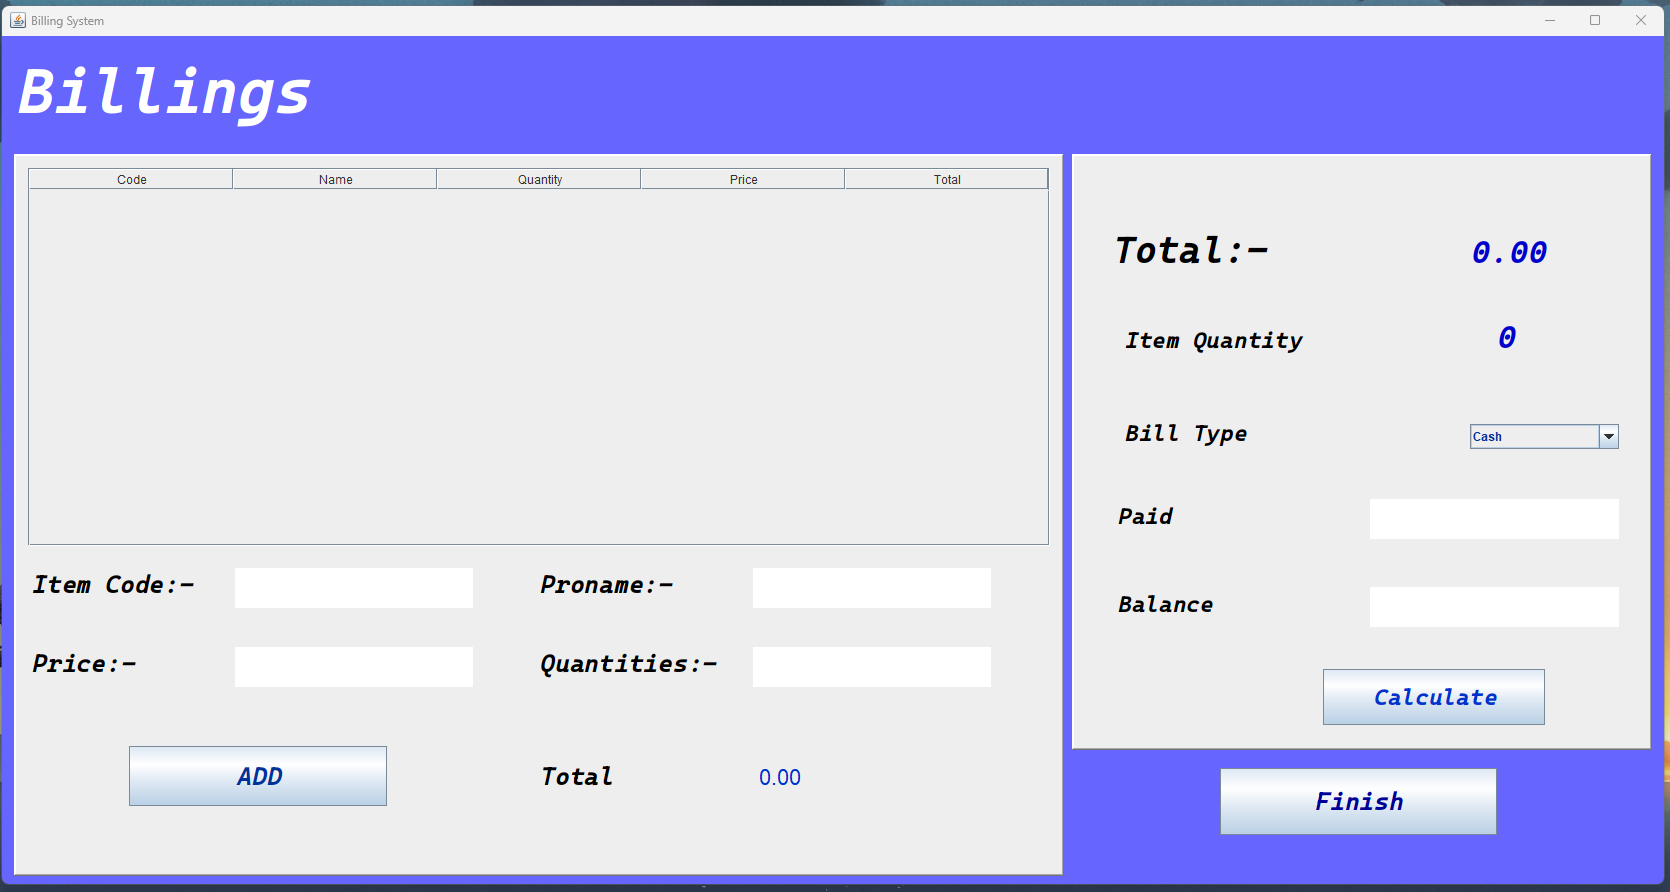 Billing System
Billings
Code Name Quantity Price Total
Item Code:-
Proname:-
Price:-
Quantities:-
ADD
Total
0.00
Total:-
0.00
Item Quantity
0
Bill Type
Cash
Paid
Balance
Calculate
Finish